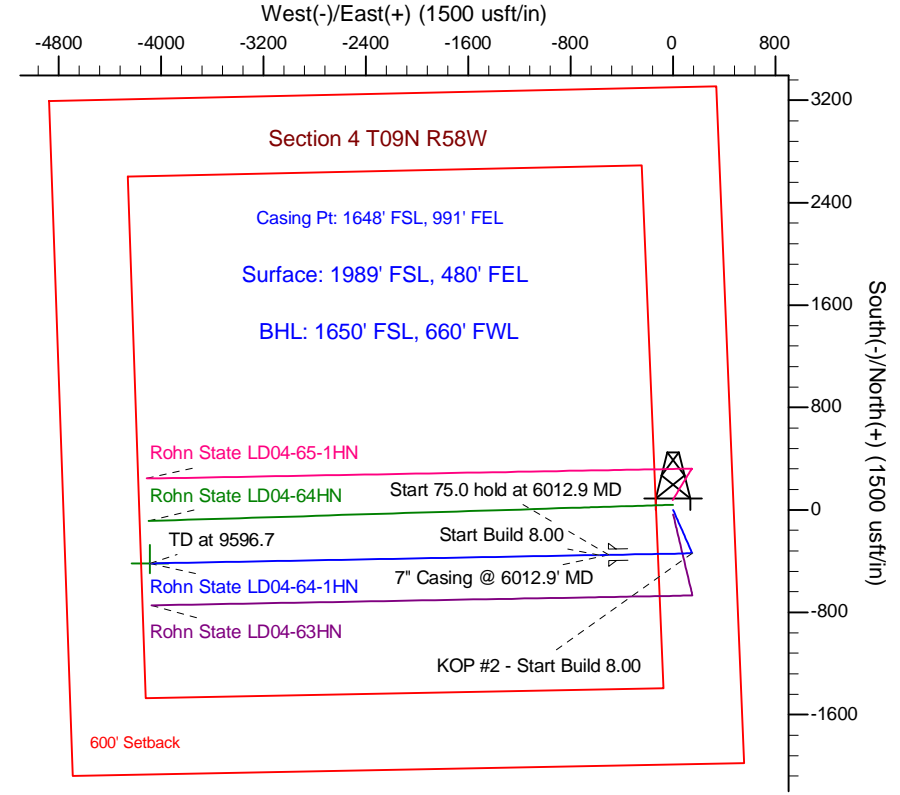 West(-)/East(+) (1500 usft/in)
-4800 -4000 -3200 -2400 -1600 -800 0 800
3200
2400
1600
800
0
-800
-1600
South(-)/North(+) (1500 usft/in)
Section 4 T09N R58W
Casing Pt: 1648' FSL, 991' FEL
Surface: 1989' FSL, 480' FEL
BHL: 1650' FSL, 660' FWL
Rohn State LD04-65-1HN
Start 75.0 hold at 6012.9 MD
Rohn State LD04-64HN
Start Build 8.00
TD at 9596.7
7" Casing @ 6012.9' MD
Rohn State LD04-64-1HN
Rohn State LD04-63HN
KOP #2 - Start Build 8.00
600' Setback